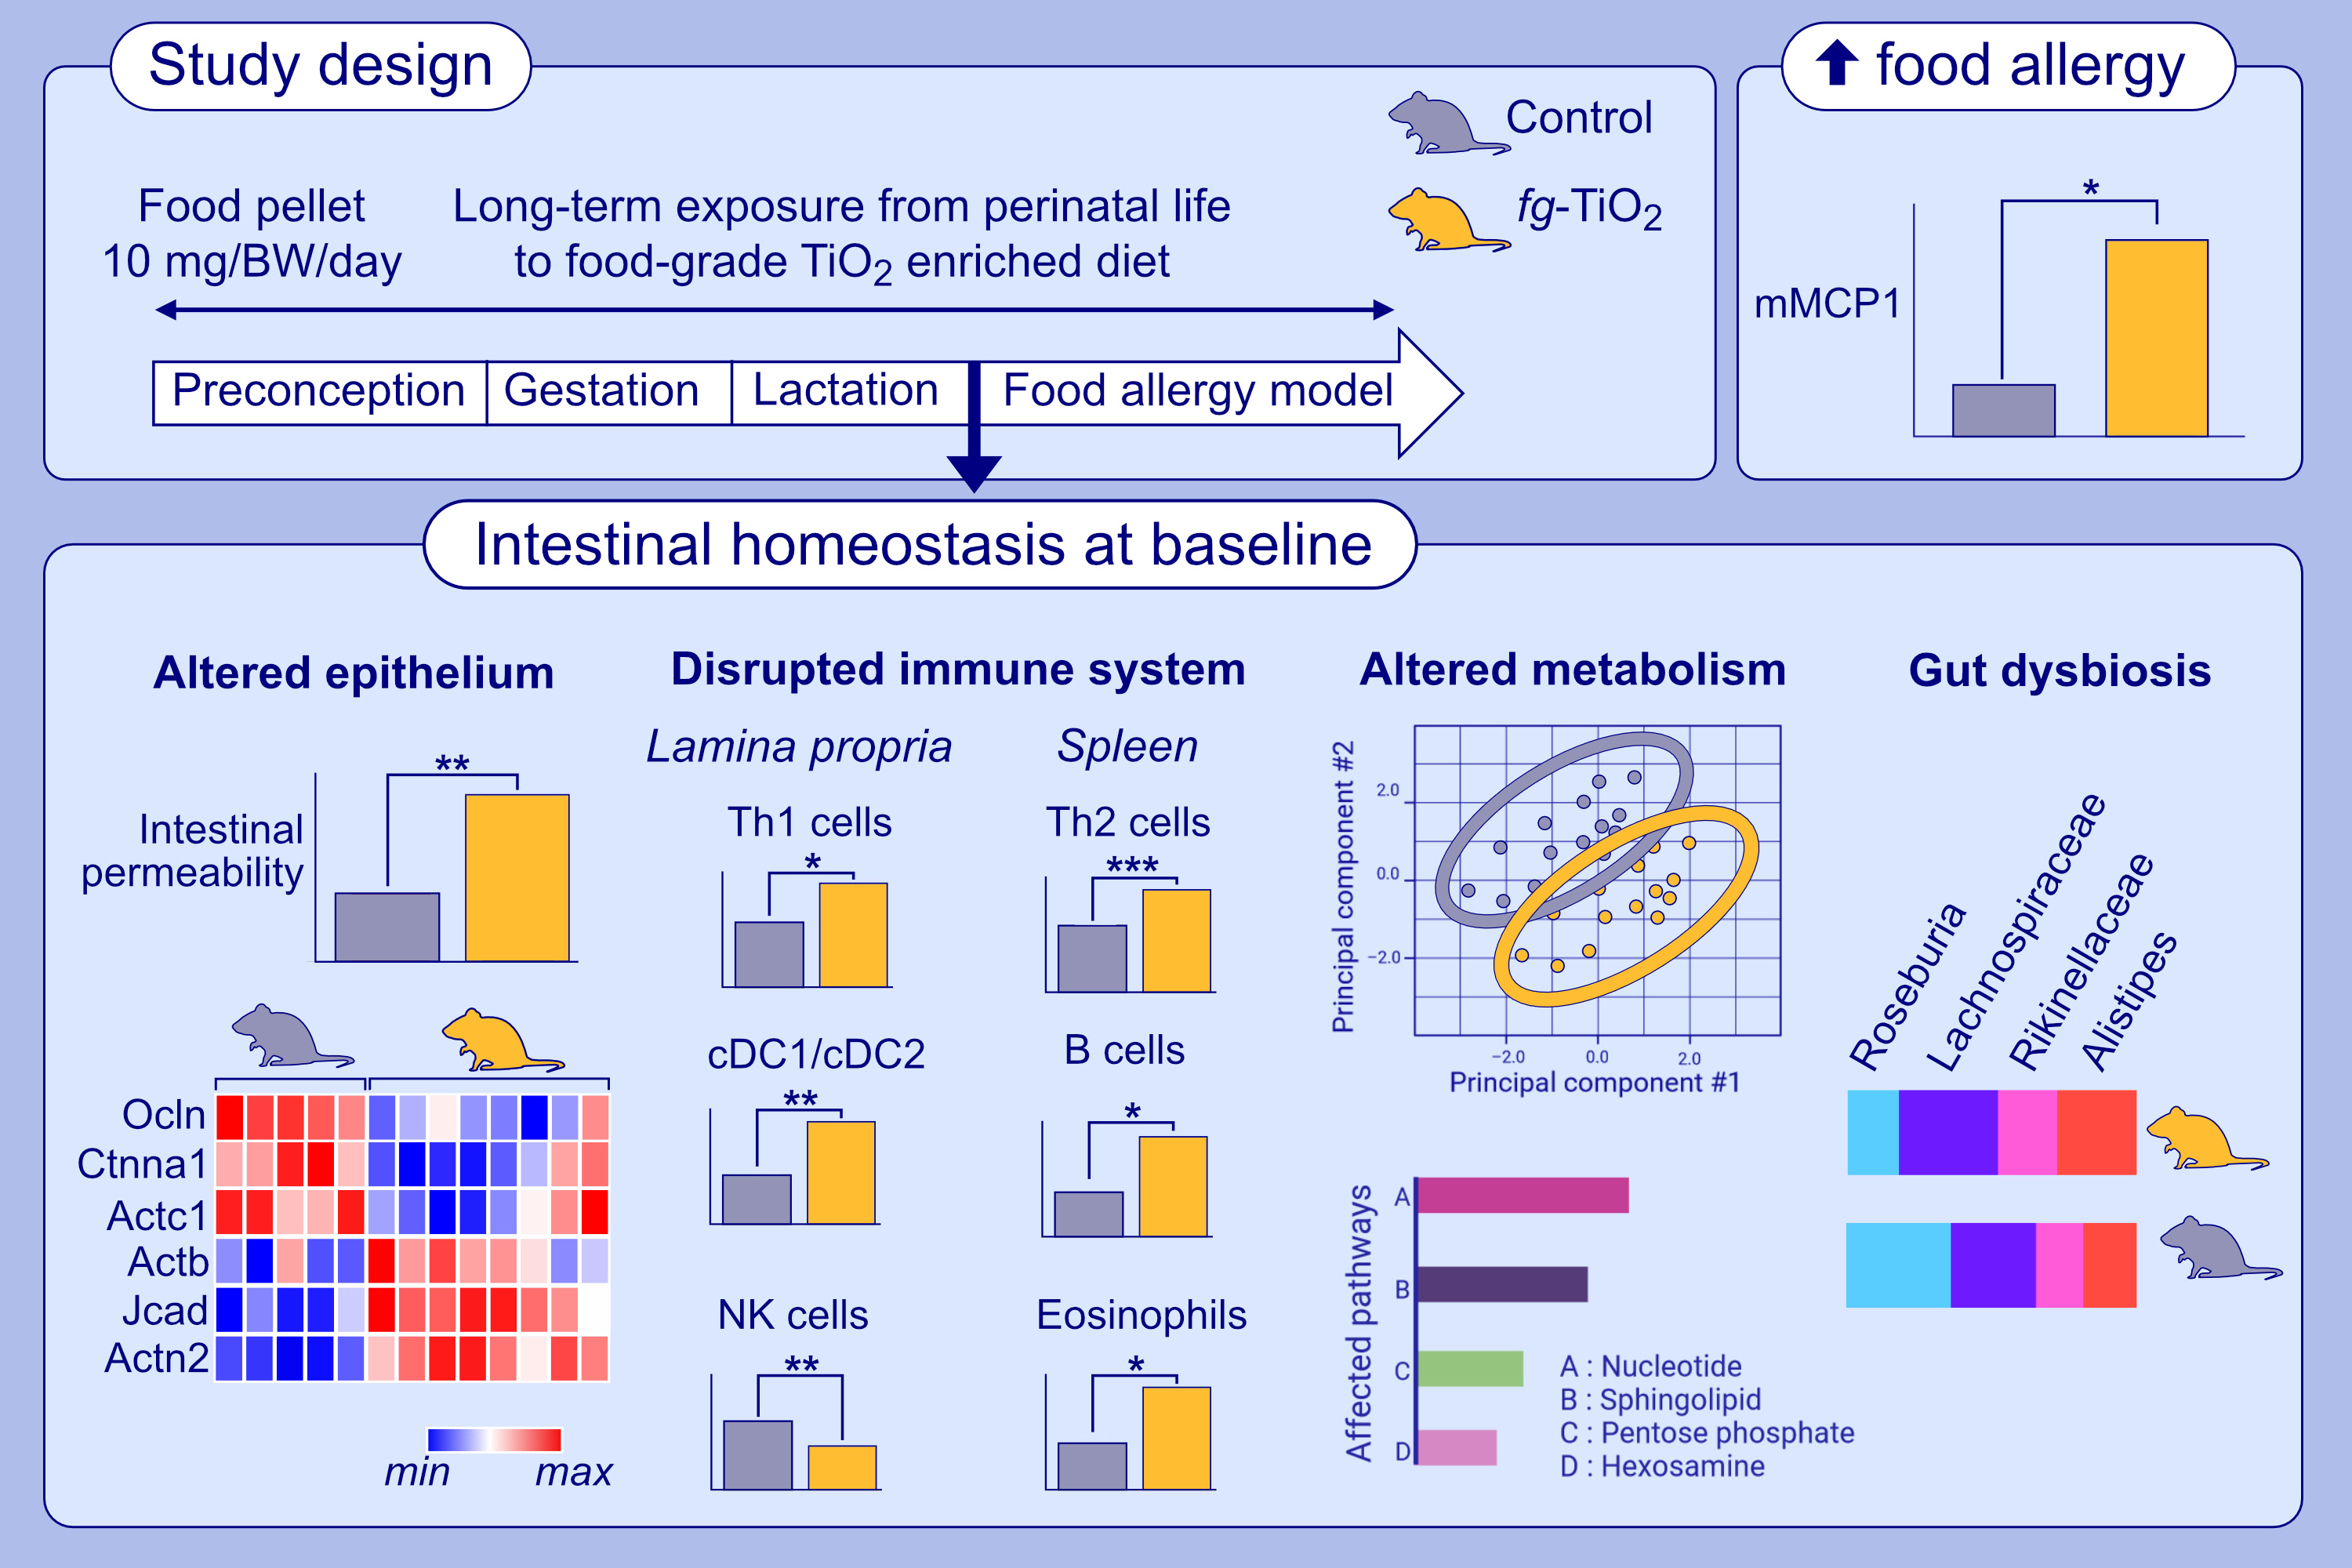 Study design
Control
fg-TiO2
Food pellet
10 mg/BW/day
Long-term exposure from perinatal life
to food-grade TiO2 enriched diet
Preconception
Gestation
Lactation
Food allergy model
food allergy
*
mMCP1
Intestinal homeostasis at baseline
Altered epithelium
**
Intestinal
permeability
Ocln
Ctnna1
Actc1
Actb
Jcad
Actn2
min
max
Disrupted immune system
Lamina propria
Spleen
Th1 cells
*
Th2 cells
***
cDC1/cDC2
**
B cells
*
NK cells
**
Eosinophils
*
Altered metabolism
Principal component #2
2.0
0.0
−2.0
−2.0
0.0
2.0
Principal component #1
Affected pathways
A
B
C
D
A : Nucleotide
B : Sphingolipid
C : Pentose phosphate
D : Hexosamine
Gut dysbiosis
Roseburia
Lachnospiraceae
Rikinellaceae
Alistipes